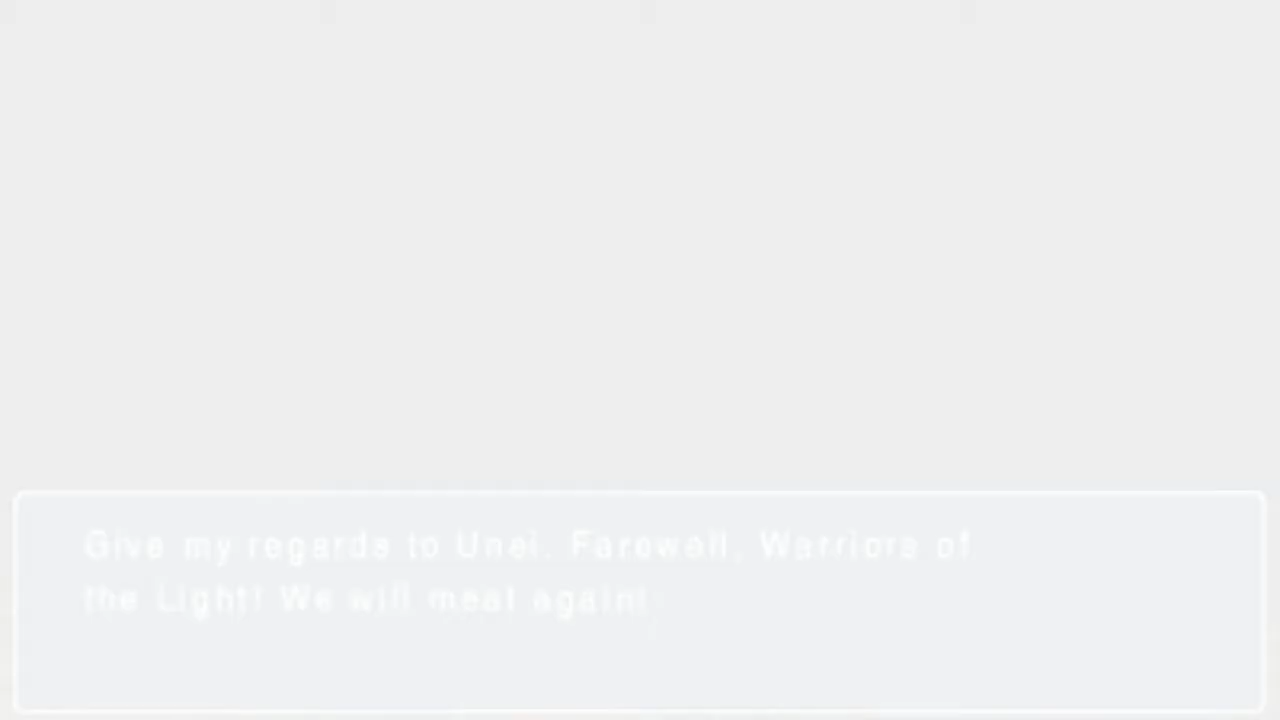 Give my regards to Unei. Farewell, Warriors of
the Light! We will meet again!